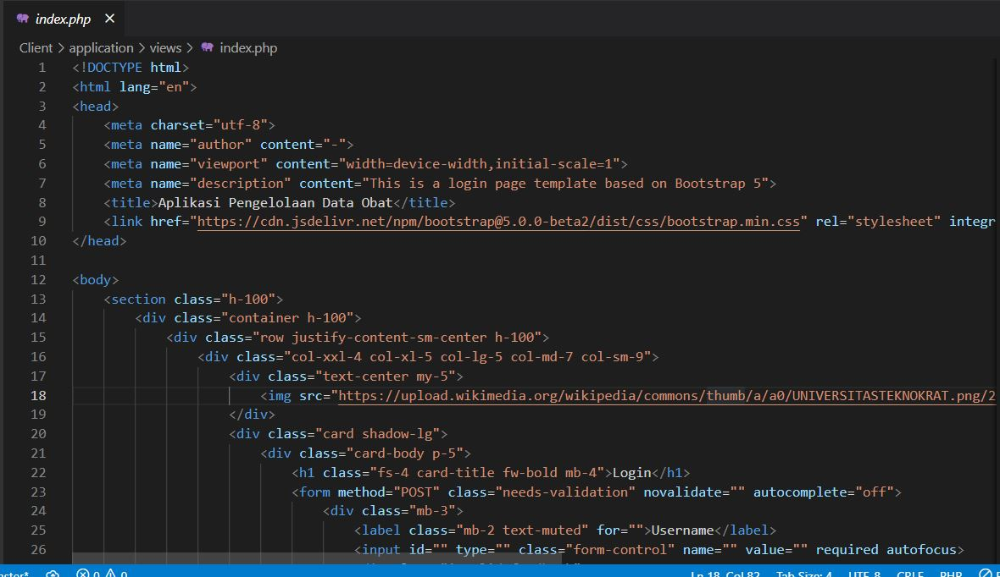 index.php
Client > application > views > index.php
1 <!DOCTYPE html>
2 <html lang="en">
3 <head>
4 <meta charset="utf-8">
5 <meta name="author" content="-">
6 <meta name="viewport" content="width=device-width,initial-scale=1">
7 <meta name="description" content="This is a login page template based on Bootstrap 5">
8 <title>Aplikasi Pengelolaan Data Obat</title>
9 <link href="https://cdn.jsdelivr.net/npm/bootstrap@5.0.0-beta2/dist/css/bootstrap.min.css" rel="stylesheet" integr
10 </head>
11
12 <body>
13 <section class="h-100">
14 <div class="container h-100">
15 <div class="row justify-content-sm-center h-100">
16 <div class="col-xxl-4 col-xl-5 col-lg-5 col-md-7 col-sm-9">
17 <div class="text-center my-5">
18 <img src="https://upload.wikimedia.org/wikipedia/commons/thumb/a/a0/UNIVERSITASTEKNOKRAT.png/2
19 </div>
20 <div class="card shadow-lg">
21 <div class="card-body p-5">
22 <h1 class="fs-4 card-title fw-bold mb-4">Login</h1>
23 <form method="POST" class="needs-validation" novalidate="" autocomplete="off">
24 <div class="mb-3">
25 <label class="mb-2 text-muted" for="">Username</label>
26 <input id="" type="" class="form-control" name="" value="" required autofocus>
0 0 Ln 18, Col 82 Tab Size: 4 UTF-8 CRLF PHP